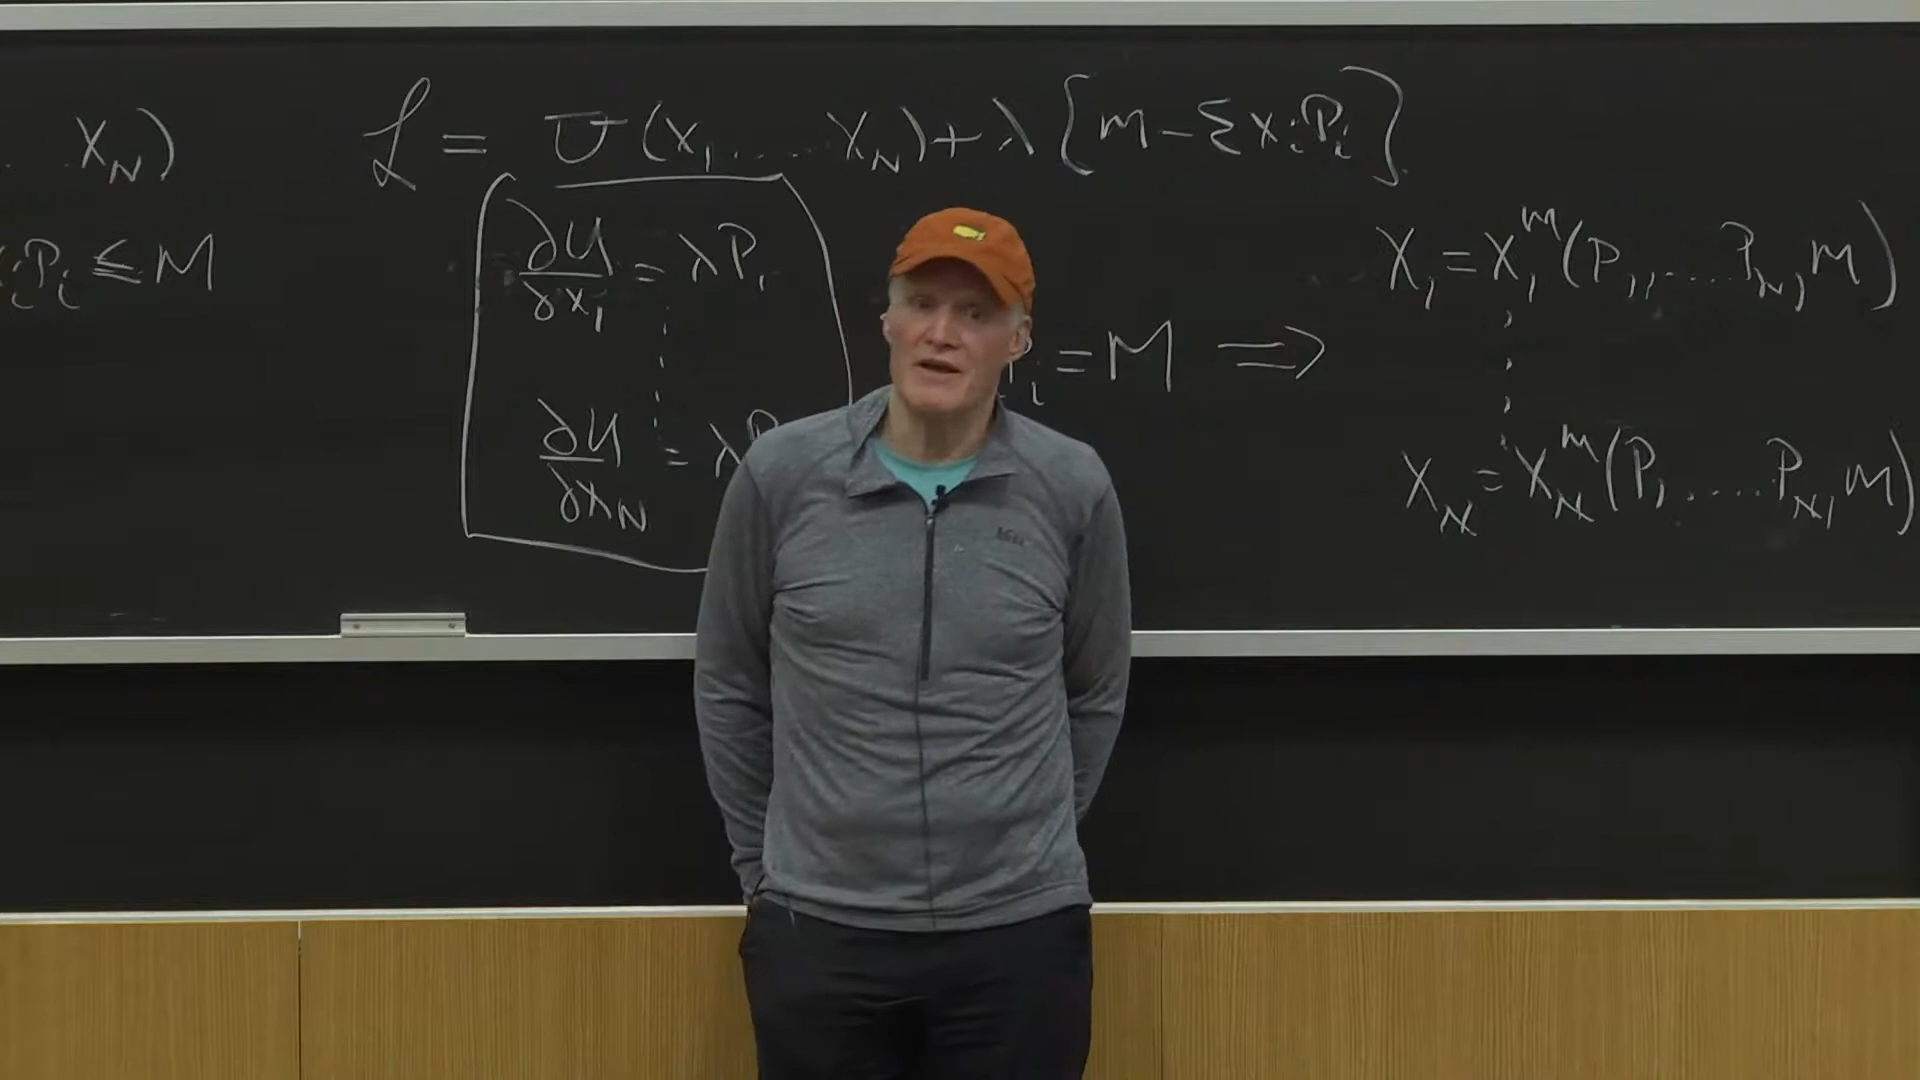 X_N)
ℒ = U(X_1 .... X_N) + λ[M - Σ X_i P_i]
X_i P_i ≤ M
∂U/∂X_1 = λP_1
P_i = M ⇒
X_1 = X_1^m(P_1, .... P_N, M)
∂U/∂X_N = λP
X_N = X_N^m(P_1 ..... P_N, M)